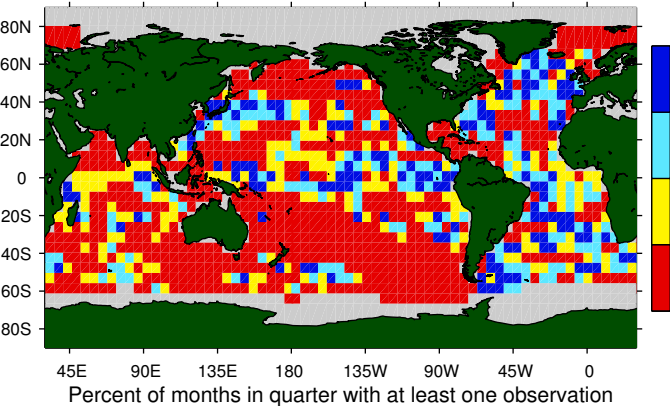 80N
60N
40N
20N
0
20S
40S
60S
80S
45E 90E 135E 180 135W 90W 45W 0
Percent of months in quarter with at least one observation